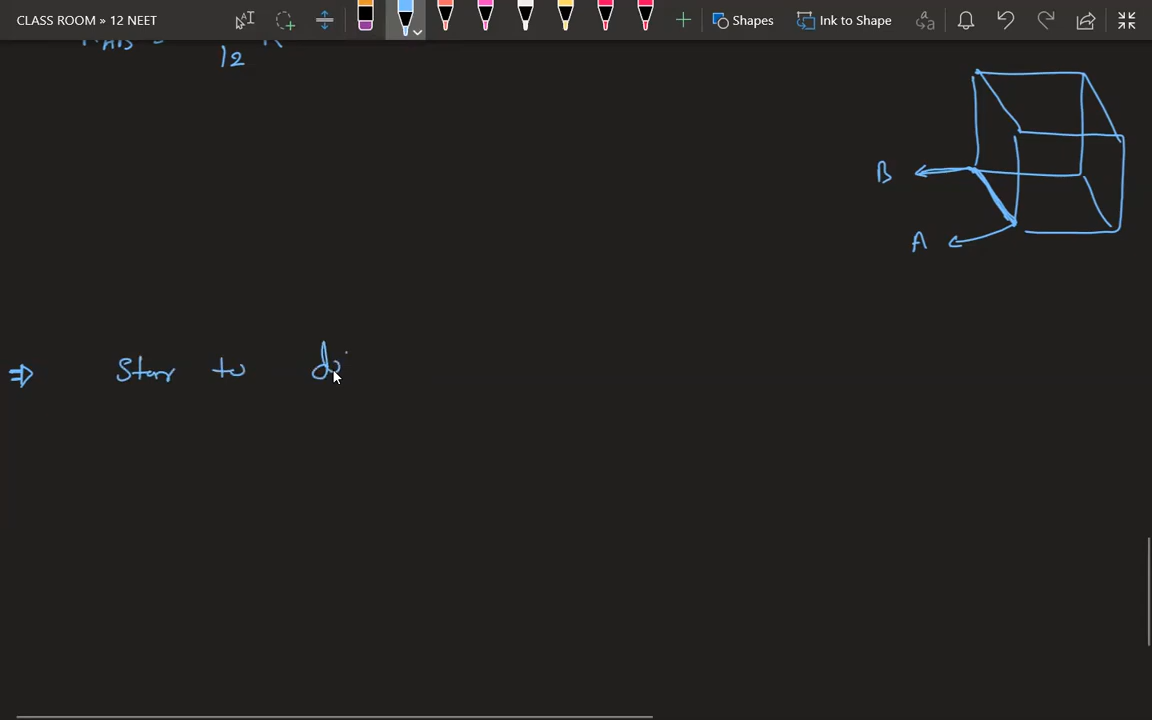 CLASS ROOM » 12 NEET
Shapes
Ink to Shape
12
B
A
⇒ Star to